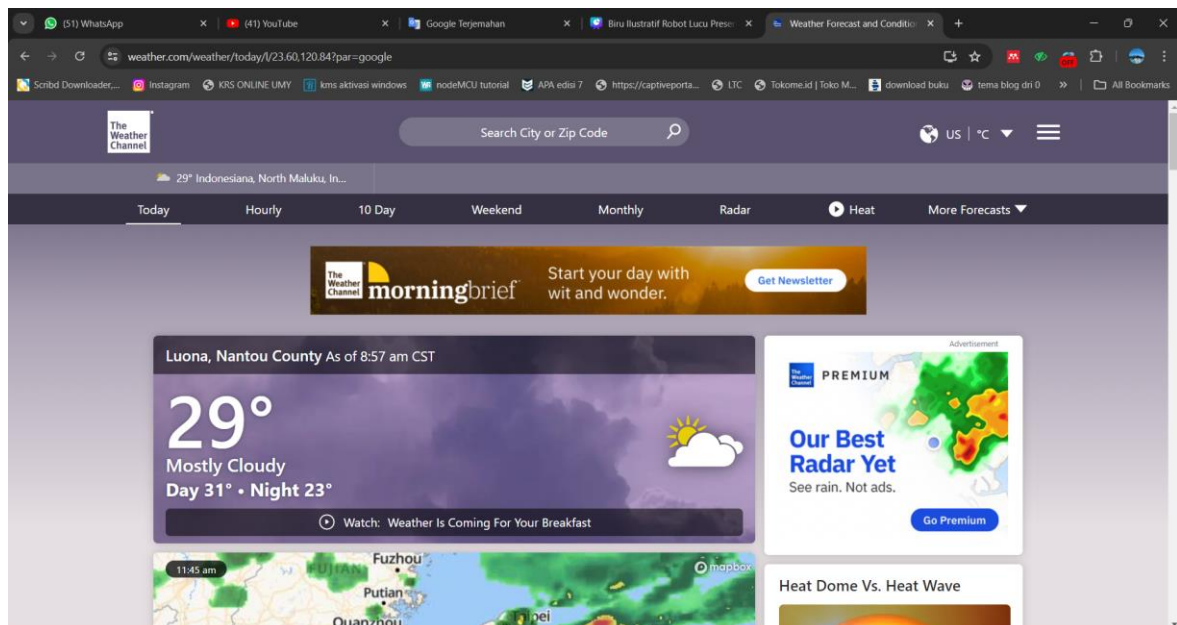 (51) WhatsApp
(41) YouTube
Google Terjemahan
Biru Ilustratif Robot Lucu Prese
Weather Forecast and Conditio
weather.com/weather/today/l/23.60,120.84?par=google
OFF
Scribd Downloader,...
Instagram
KRS ONLINE UMY
kms aktivasi windows
nodeMCU tutorial
APA edisi 7
https://captiveporta...
LTC
Tokome.id | Toko M...
download buku
tema blog dri 0
All Bookmarks
The
Weather
Channel
Search City or Zip Code
US | °C
29° Indonesiana, North Maluku, In...
Today
Hourly
10 Day
Weekend
Monthly
Radar
Heat
More Forecasts
The
Weather
Channel
morningbrief
Start your day with
wit and wonder.
Get Newsletter
Luona, Nantou County As of 8:57 am CST
29°
Mostly Cloudy
Day 31° • Night 23°
Watch: Weather Is Coming For Your Breakfast
Advertisement
The
Weather
Channel
PREMIUM
Our Best
Radar Yet
See rain. Not ads.
Go Premium
11:45 am
Fuzhou
mapbox
FUJIAN
Putian
Quanzhou
Taipei
Heat Dome Vs. Heat Wave